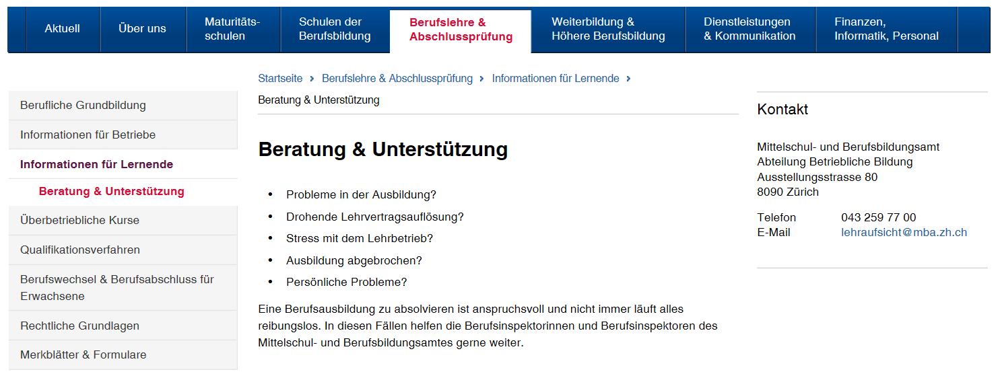 Aktuell
Über uns
Maturitäts-
schulen
Schulen der
Berufsbildung
Berufslehre &
Abschlussprüfung
Weiterbildung &
Höhere Berufsbildung
Dienstleistungen
& Kommunikation
Finanzen,
Informatik, Personal
Berufliche Grundbildung
Informationen für Betriebe
Informationen für Lernende
Beratung & Unterstützung
Überbetriebliche Kurse
Qualifikationsverfahren
Berufswechsel & Berufsabschluss für
Erwachsene
Rechtliche Grundlagen
Merkblätter & Formulare
Startseite › Berufslehre & Abschlussprüfung › Informationen für Lernende ›
Beratung & Unterstützung
Beratung & Unterstützung
• Probleme in der Ausbildung?
• Drohende Lehrvertragsauflösung?
• Stress mit dem Lehrbetrieb?
• Ausbildung abgebrochen?
• Persönliche Probleme?
Eine Berufsausbildung zu absolvieren ist anspruchsvoll und nicht immer läuft alles
reibungslos. In diesen Fällen helfen die Berufsinspektorinnen und Berufsinspektoren des
Mittelschul- und Berufsbildungsamtes gerne weiter.
Kontakt
Mittelschul- und Berufsbildungsamt
Abteilung Betriebliche Bildung
Ausstellungsstrasse 80
8090 Zürich
Telefon 043 259 77 00
E-Mail lehraufsicht@mba.zh.ch